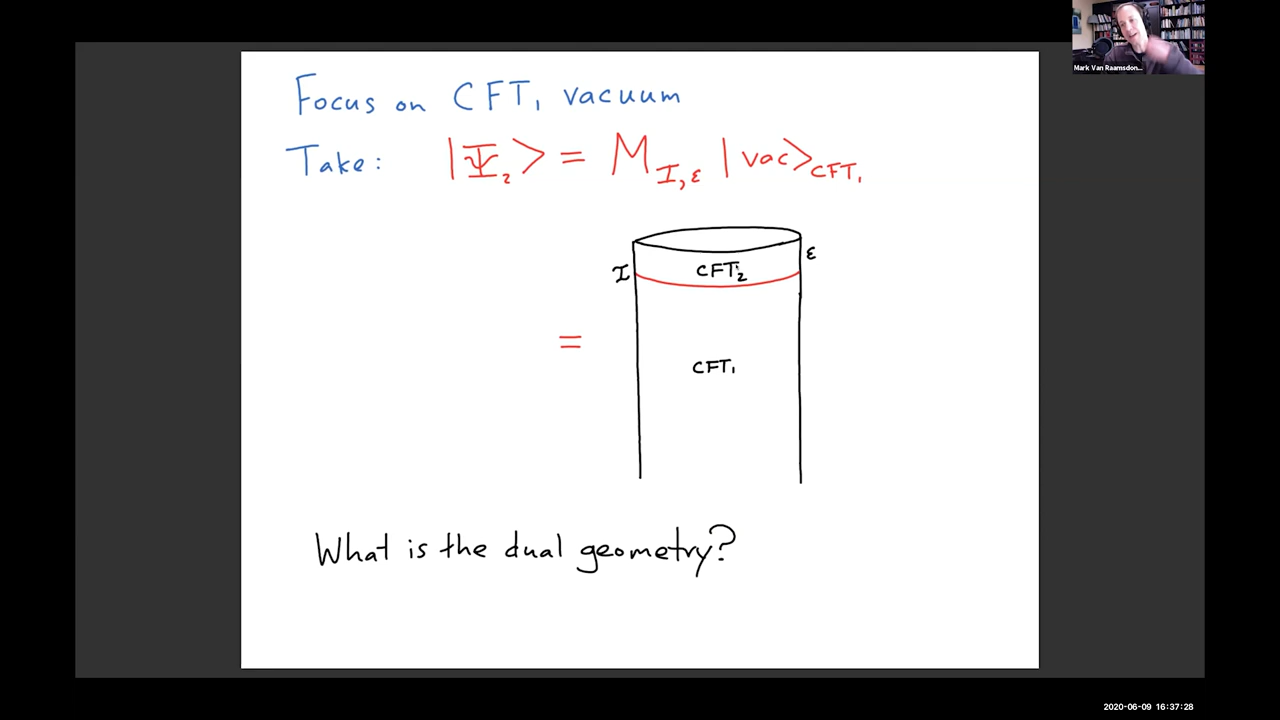 Mark Van Raamsdon...
Focus on CFT₁ vacuum
Take: |Ψ₂> = M_{I,ε} |vac>_{CFT₁}
I CFT₂ ε
= CFT₁
What is the dual geometry?
2020-06-09 16:37:28